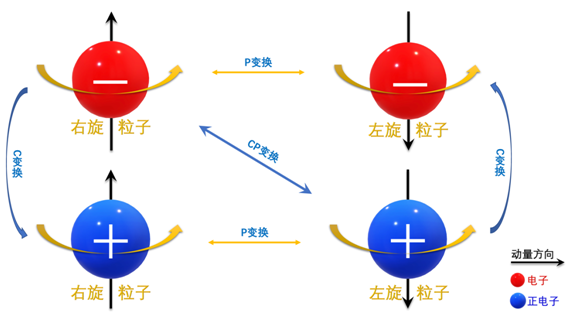 P变换
右旋 粒子
左旋 粒子
C变换
CP变换
C变换
P变换
右旋 粒子
左旋 粒子
动量方向
电子
正电子